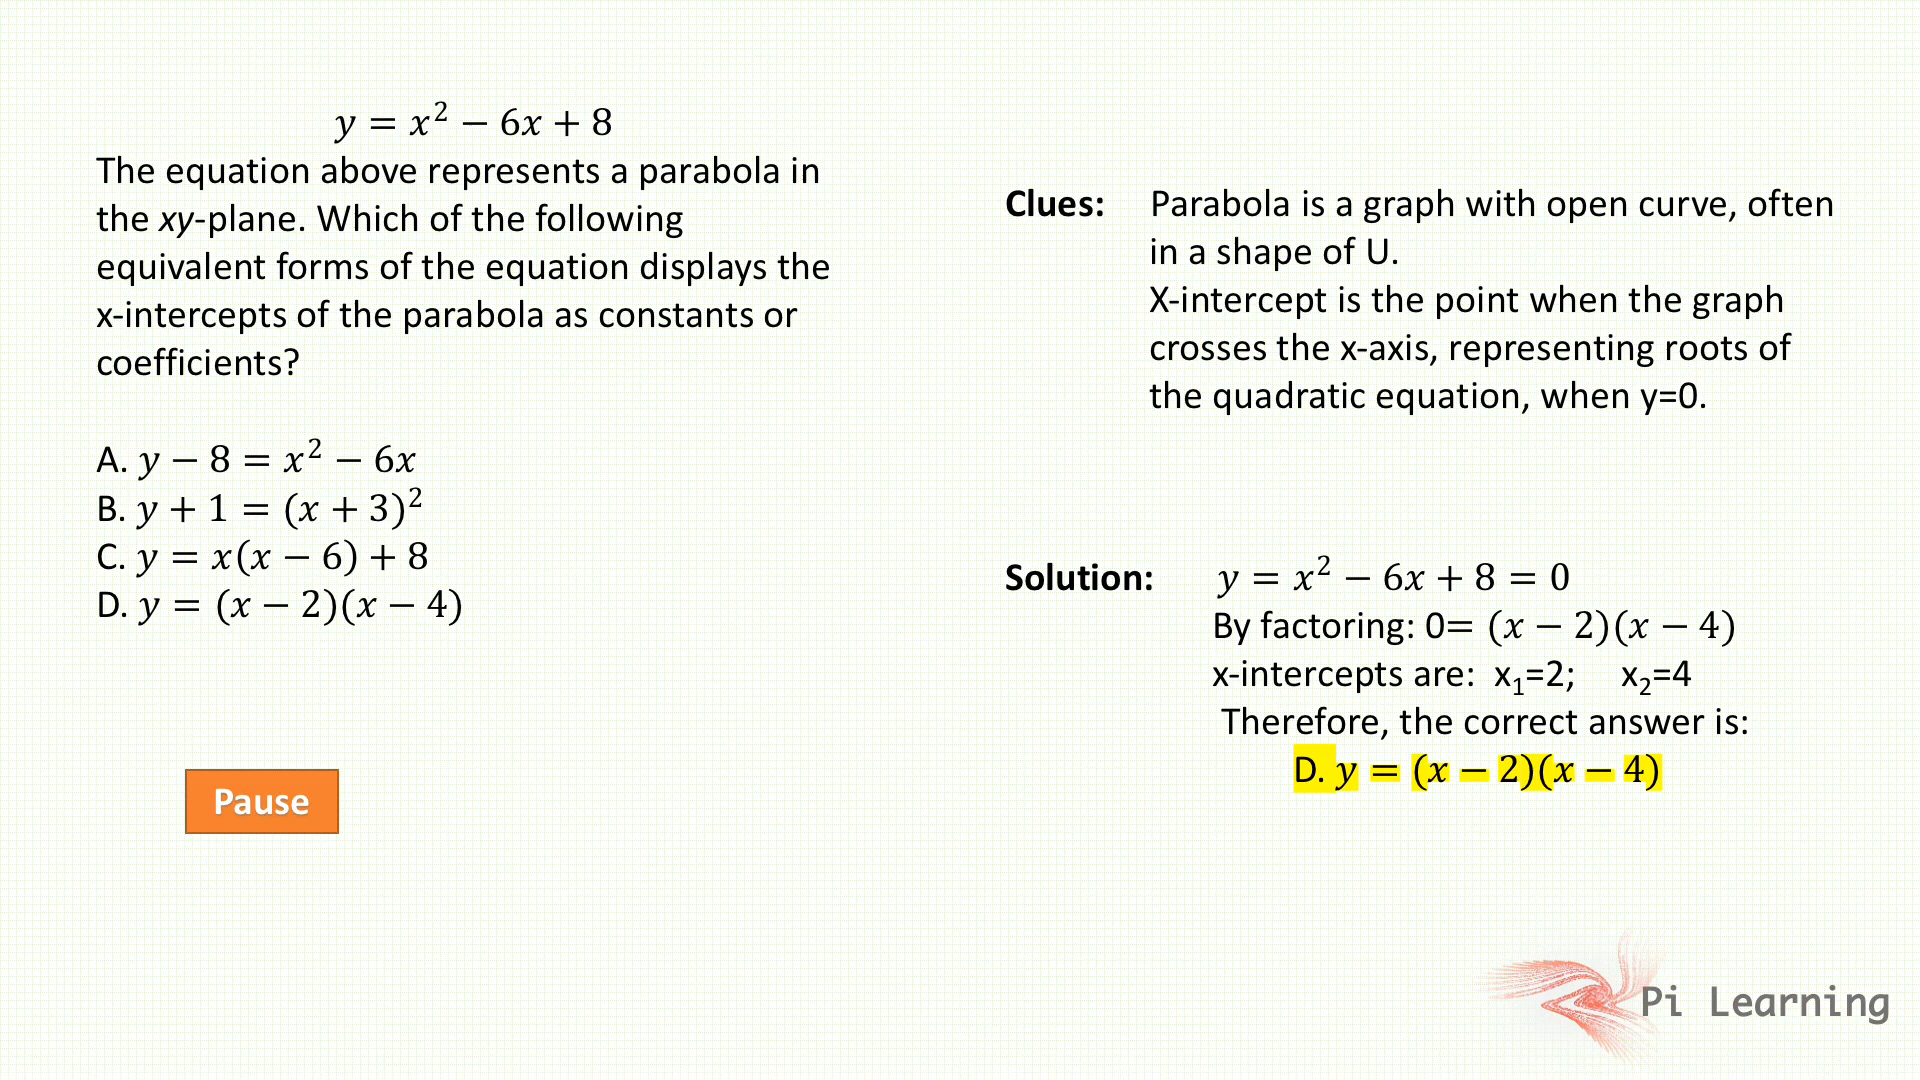 y = x² − 6x + 8
The equation above represents a parabola in
the xy-plane. Which of the following
equivalent forms of the equation displays the
x-intercepts of the parabola as constants or
coefficients?
A. y − 8 = x² − 6x
B. y + 1 = (x + 3)²
C. y = x(x − 6) + 8
D. y = (x − 2)(x − 4)
Pause
Clues: Parabola is a graph with open curve, often
in a shape of U.
X-intercept is the point when the graph
crosses the x-axis, representing roots of
the quadratic equation, when y=0.
Solution: y = x² − 6x + 8 = 0
By factoring: 0= (x − 2)(x − 4)
x-intercepts are: x₁=2; x₂=4
Therefore, the correct answer is:
D. y = (x − 2)(x − 4)
Pi Learning